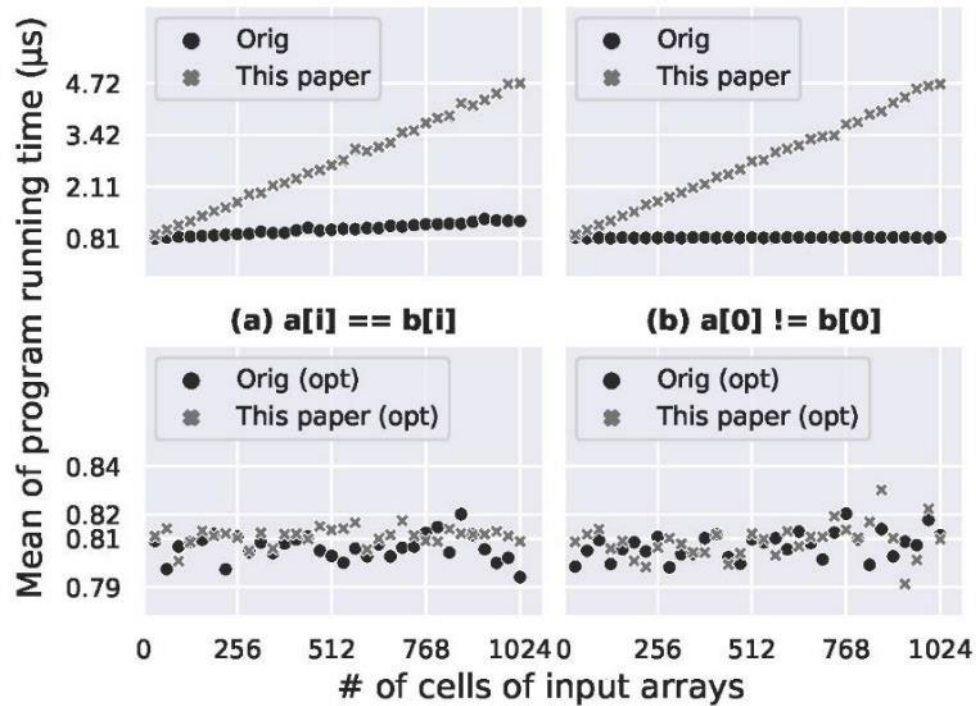 Mean of program running time (μs)
Orig
This paper
4.72
3.42
2.11
0.81
Orig
This paper
(a) a[i] == b[i]
(b) a[0] != b[0]
Orig (opt)
This paper (opt)
0.84
0.82
0.81
0.79
Orig (opt)
This paper (opt)
0 256 512 768 1024
0 256 512 768 1024
# of cells of input arrays